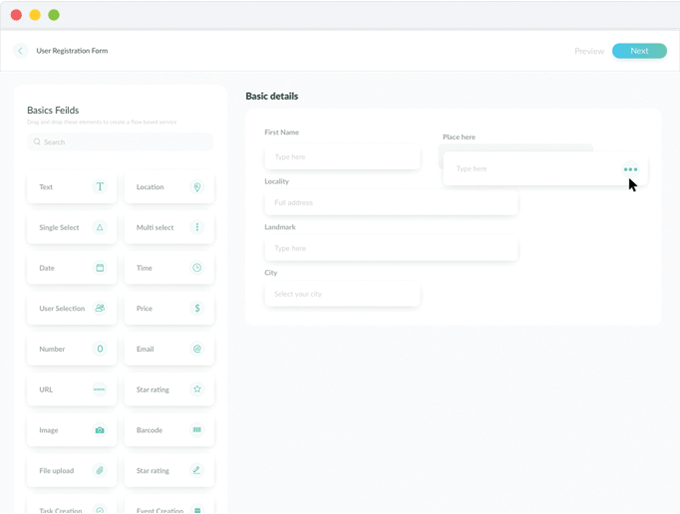 User Registration Form
Preview
Next
Basics Feilds
Drag and drop these elements to create a flow based service
Search
Text
T
Location
Single Select
Multi select
Date
Time
User Selection
Price
$
Number
0
Email
@
URL
Star rating
Image
Barcode
File upload
Star rating
Task Creation
Event Creation
Basic details
First Name
Type here
Place here
Type here
Locality
Full address
Landmark
Type here
City
Select your city